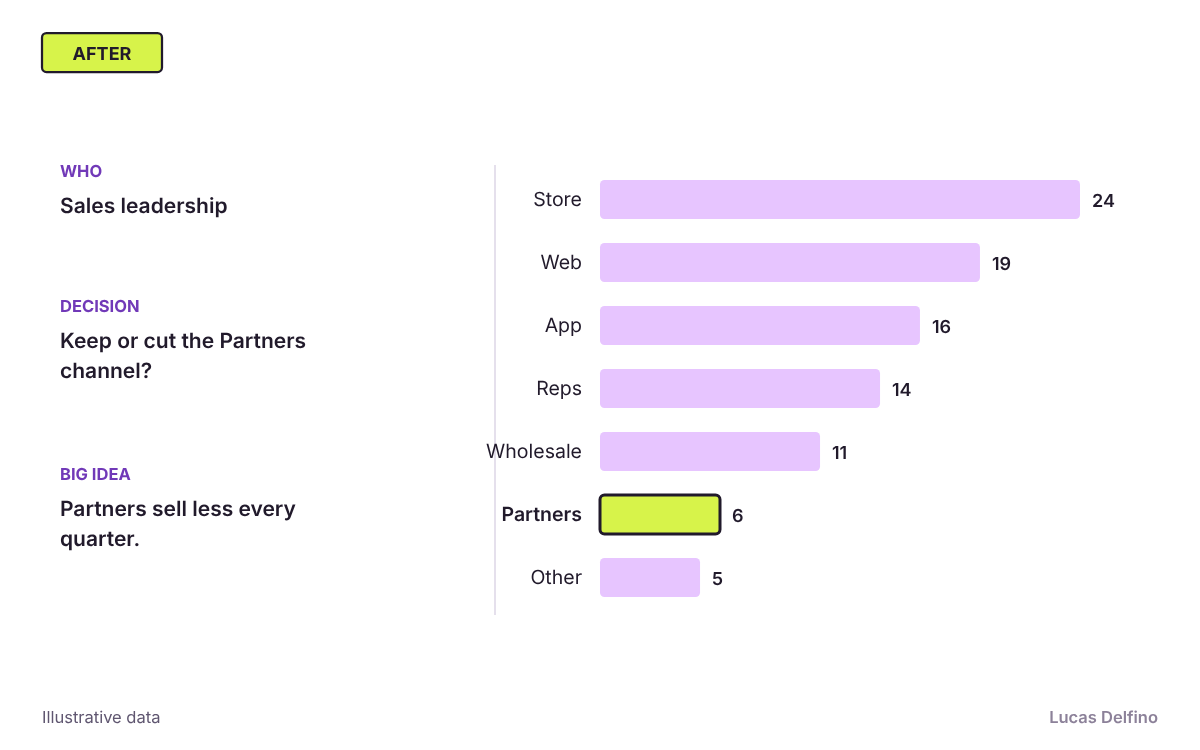 AFTER
WHO
Sales leadership
DECISION
Keep or cut the Partners
channel?
BIG IDEA
Partners sell less every
quarter.
Store 24
Web 19
App 16
Reps 14
Wholesale 11
Partners 6
Other 5
Illustrative data
Lucas Delfino